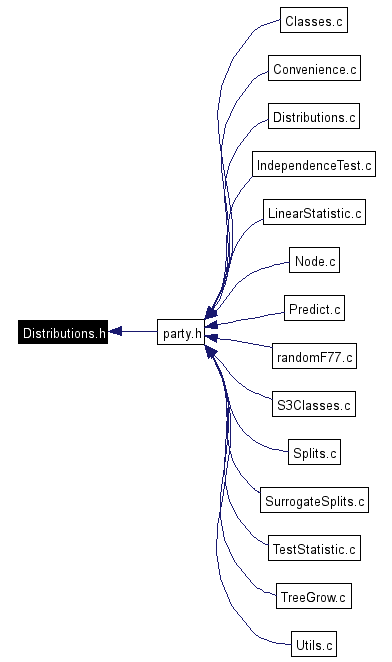 Classes.c
Convenience.c
Distributions.c
IndependenceTest.c
LinearStatistic.c
Node.c
Predict.c
Distributions.h
party.h
randomF77.c
S3Classes.c
Splits.c
SurrogateSplits.c
TestStatistic.c
TreeGrow.c
Utils.c